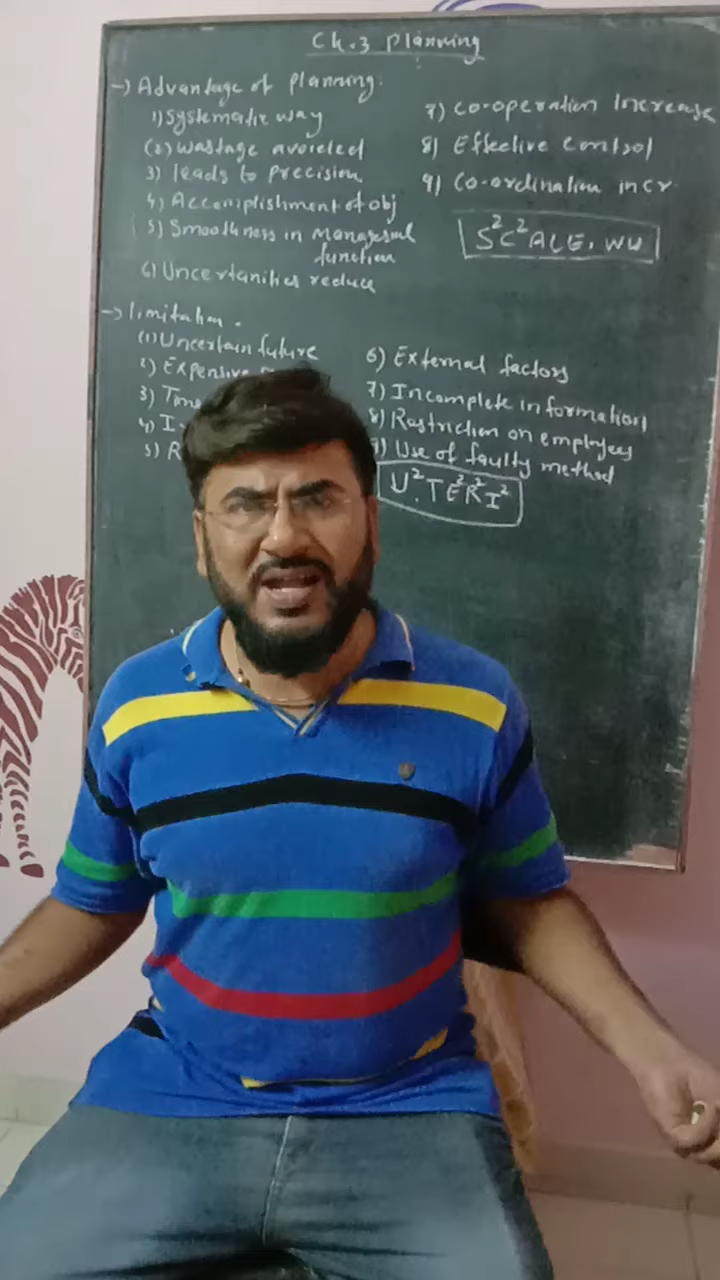 Ch.3 Planning
→ Advantage of Planning:
1) Systematic way
(2) Wastage avoided
3) leads to Precision
4) Accomplishment of obj
5) Smoothness in Managerial
function
6) Uncertanities reduce
7) Co-operation Increase
8) Effective control
9) Co-ordination incr.
S²C²ALE.WU
→ limitation.
(1) Uncertain future
2) Expensive
3) Time
4) I
5) R
6) External factors
7) Incomplete information
8) Restriction on employees
9) Use of faulty method
U².TE²R²I²